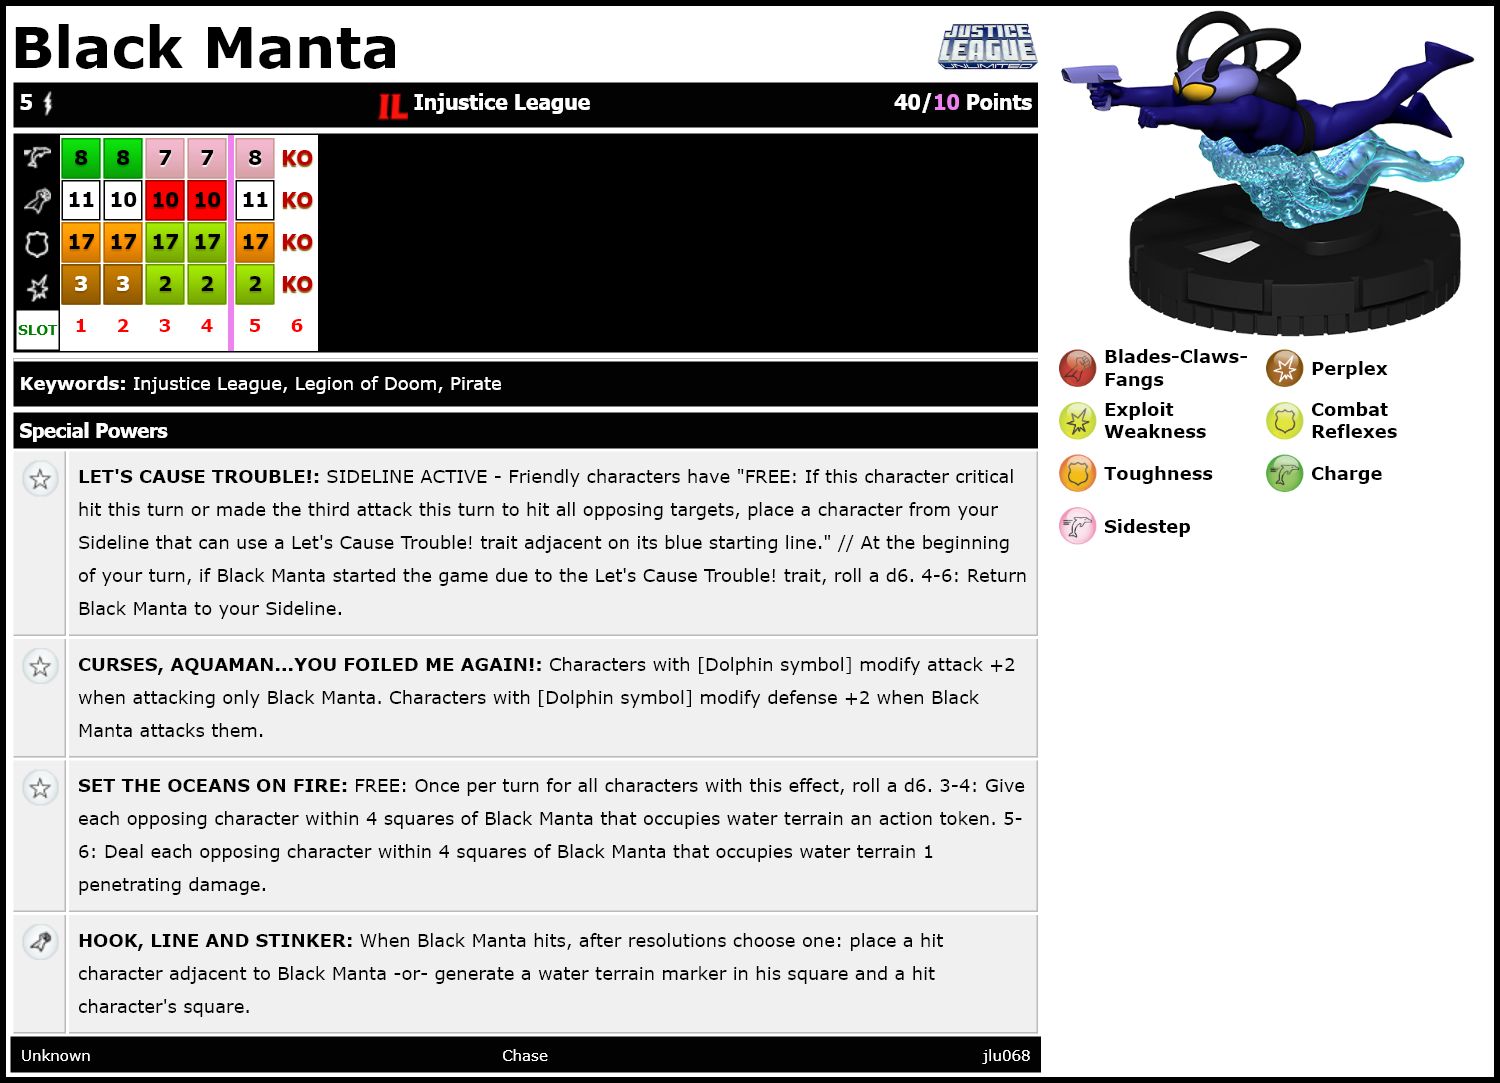 Black Manta
JUSTICE
LEAGUE
UNLIMITED
5 IL Injustice League 40/10 Points
8 8 7 7 8 KO
11 10 10 10 11 KO
17 17 17 17 17 KO
3 3 2 2 2 KO
SLOT 1 2 3 4 5 6
Keywords: Injustice League, Legion of Doom, Pirate
Special Powers
LET'S CAUSE TROUBLE!: SIDELINE ACTIVE - Friendly characters have "FREE: If this character critical
hit this turn or made the third attack this turn to hit all opposing targets, place a character from your
Sideline that can use a Let's Cause Trouble! trait adjacent on its blue starting line." // At the beginning
of your turn, if Black Manta started the game due to the Let's Cause Trouble! trait, roll a d6. 4-6: Return
Black Manta to your Sideline.
CURSES, AQUAMAN...YOU FOILED ME AGAIN!: Characters with [Dolphin symbol] modify attack +2
when attacking only Black Manta. Characters with [Dolphin symbol] modify defense +2 when Black
Manta attacks them.
SET THE OCEANS ON FIRE: FREE: Once per turn for all characters with this effect, roll a d6. 3-4: Give
each opposing character within 4 squares of Black Manta that occupies water terrain an action token. 5-
6: Deal each opposing character within 4 squares of Black Manta that occupies water terrain 1
penetrating damage.
HOOK, LINE AND STINKER: When Black Manta hits, after resolutions choose one: place a hit
character adjacent to Black Manta -or- generate a water terrain marker in his square and a hit
character's square.
Unknown Chase jlu068
Blades-Claws-
Fangs
Perplex
Exploit
Weakness
Combat
Reflexes
Toughness
Charge
Sidestep